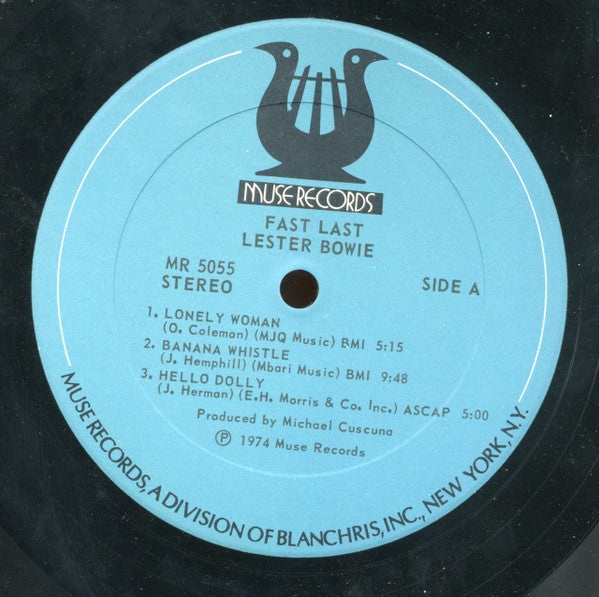 MUSE RECORDS
FAST LAST
LESTER BOWIE
MR 5055
STEREO
SIDE A
1. LONELY WOMAN
(O. Coleman) (MJQ Music) BMI 5:15
2. BANANA WHISTLE
(J. Hemphill) (Mbari Music) BMI 9:48
3. HELLO DOLLY
(J. Herman) (E.H. Morris & Co. Inc.) ASCAP 5:00
Produced by Michael Cuscuna
Ⓟ 1974 Muse Records
MUSE RECORDS, A DIVISION OF BLANCHRIS, INC., NEW YORK, N.Y.